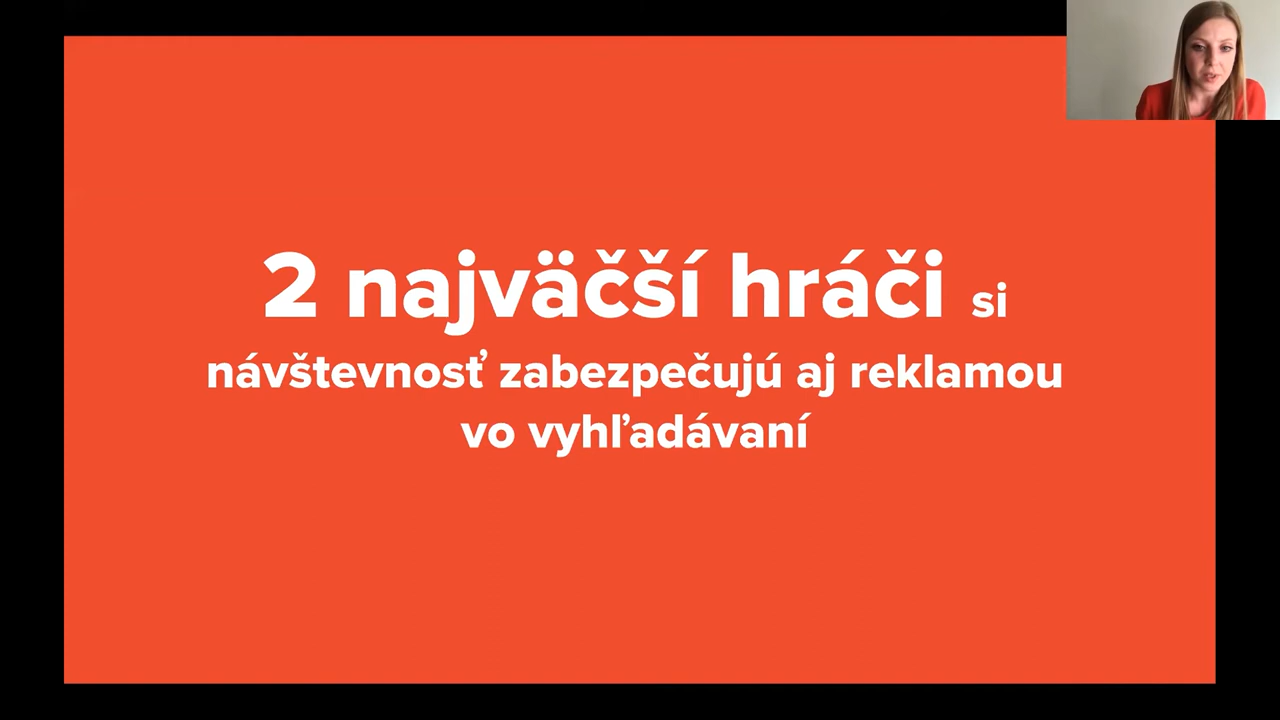 2 najväčší hráči si
návštevnosť zabezpečujú aj reklamou
vo vyhľadávaní